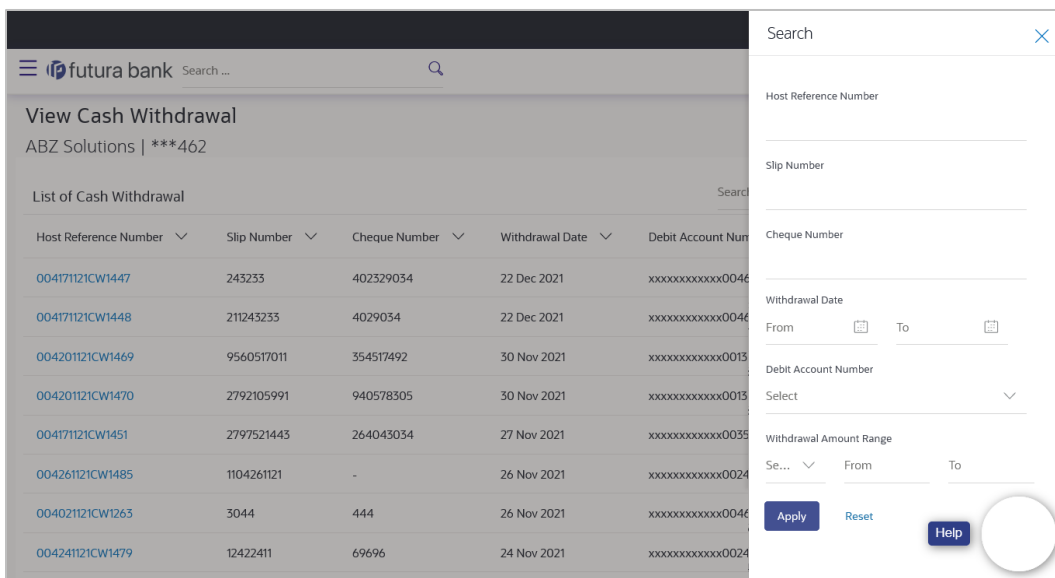 Search
futura bank Search ...
View Cash Withdrawal
ABZ Solutions | ***462
List of Cash Withdrawal
Search
Host Reference Number Slip Number Cheque Number Withdrawal Date Debit Account Num
004171121CW1447 243233 402329034 22 Dec 2021 xxxxxxxxxxxx0046
004171121CW1448 211243233 4029034 22 Dec 2021 xxxxxxxxxxxx0046
004201121CW1469 9560517011 354517492 30 Nov 2021 xxxxxxxxxxxx0013
004201121CW1470 2792105991 940578305 30 Nov 2021 xxxxxxxxxxxx0013
004171121CW1451 2797521443 264043034 27 Nov 2021 xxxxxxxxxxxx0035
004261121CW1485 1104261121 - 26 Nov 2021 xxxxxxxxxxxx0024
004021121CW1263 3044 444 26 Nov 2021 xxxxxxxxxxxx0046
004241121CW1479 12422411 69696 24 Nov 2021 xxxxxxxxxxxx0024
Host Reference Number
Slip Number
Cheque Number
Withdrawal Date
From To
Debit Account Number
Select
Withdrawal Amount Range
Se... From To
Apply Reset
Help